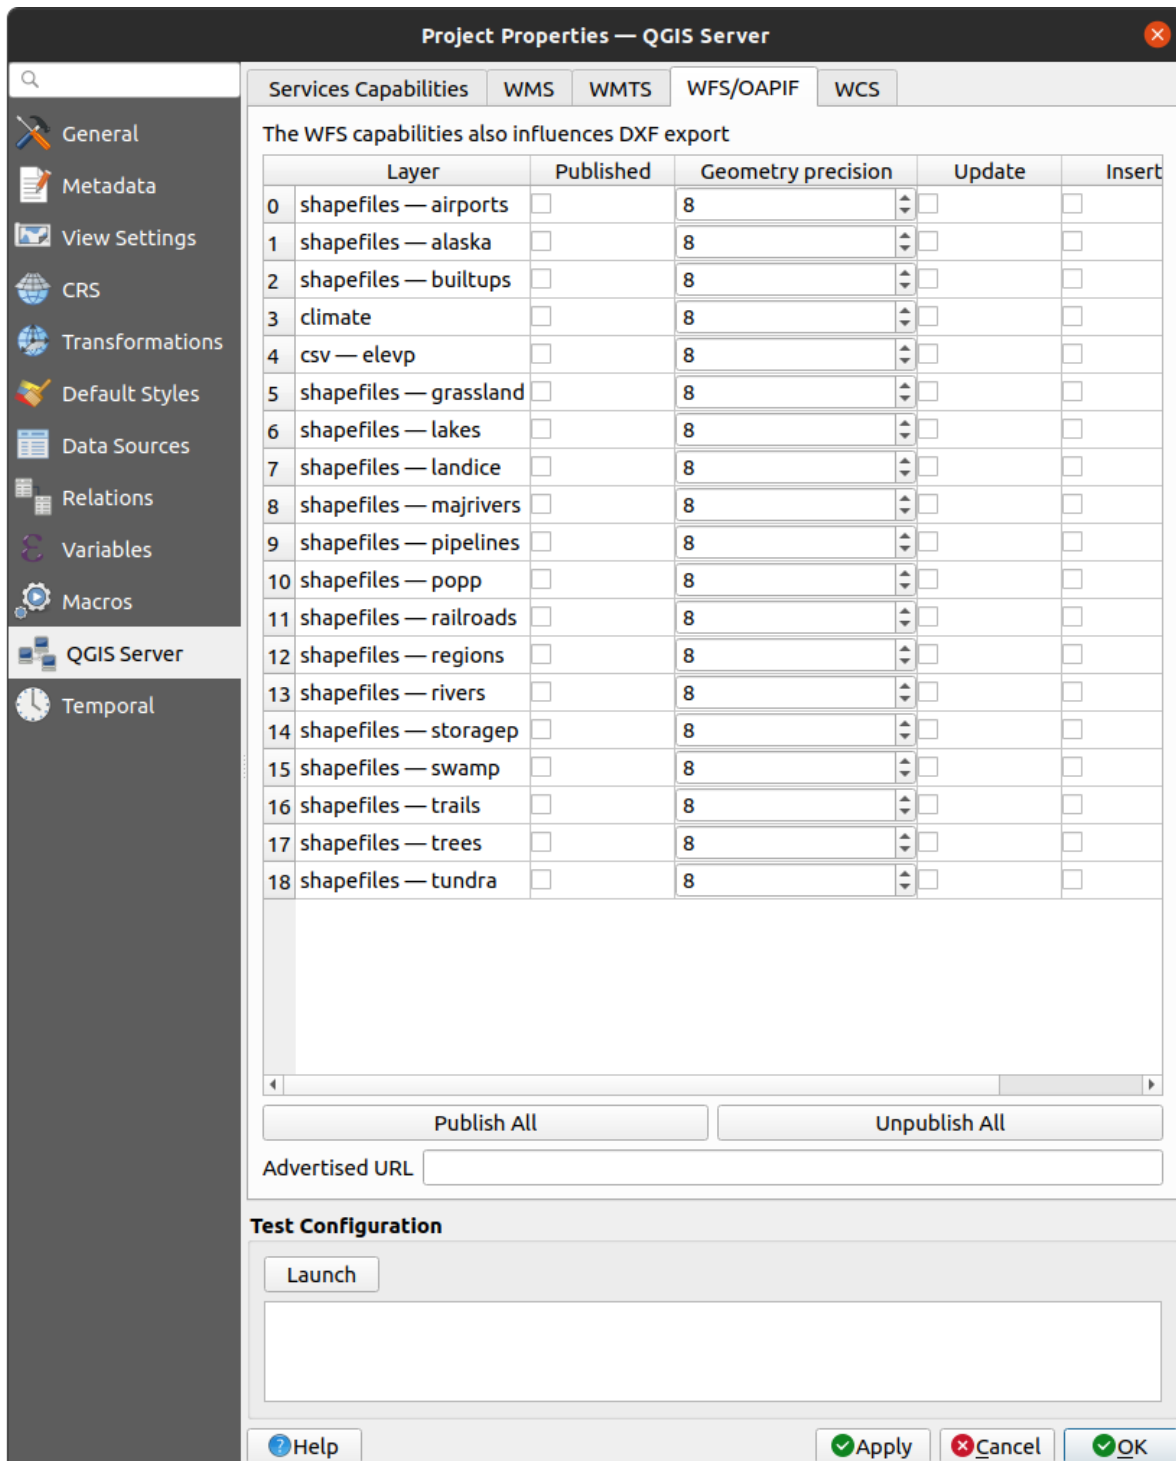 Project Properties — QGIS Server
General
Metadata
View Settings
CRS
Transformations
Default Styles
Data Sources
Relations
Variables
Macros
QGIS Server
Temporal
Services Capabilities WMS WMTS WFS/OAPIF WCS
The WFS capabilities also influences DXF export
Layer Published Geometry precision Update Insert
0 shapefiles — airports 8
1 shapefiles — alaska 8
2 shapefiles — builtups 8
3 climate 8
4 csv — elevp 8
5 shapefiles — grassland 8
6 shapefiles — lakes 8
7 shapefiles — landice 8
8 shapefiles — majrivers 8
9 shapefiles — pipelines 8
10 shapefiles — popp 8
11 shapefiles — railroads 8
12 shapefiles — regions 8
13 shapefiles — rivers 8
14 shapefiles — storagep 8
15 shapefiles — swamp 8
16 shapefiles — trails 8
17 shapefiles — trees 8
18 shapefiles — tundra 8
Publish All Unpublish All
Advertised URL
Test Configuration
Launch
Help Apply Cancel OK